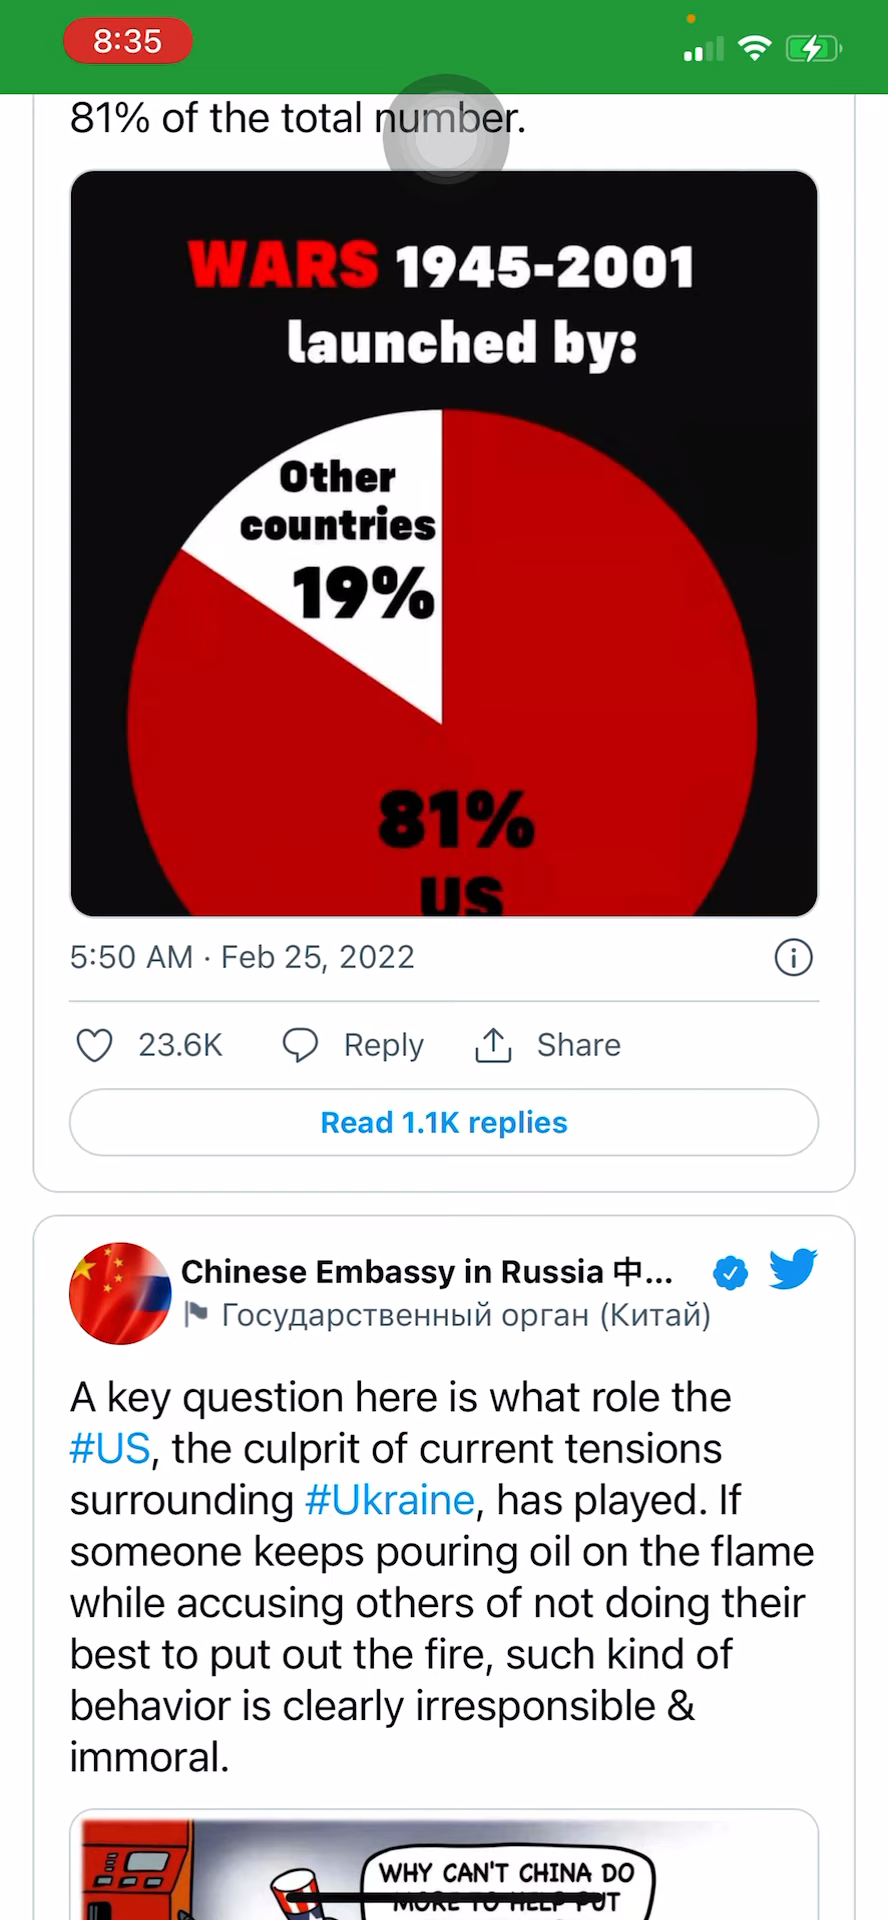 8:35
81% of the total number.
WARS 1945-2001
launched by:
Other
countries
19%
81%
US
5:50 AM · Feb 25, 2022
23.6K Reply Share
Read 1.1K replies
Chinese Embassy in Russia 中...
Государственный орган (Китай)
A key question here is what role the
#US, the culprit of current tensions
surrounding #Ukraine, has played. If
someone keeps pouring oil on the flame
while accusing others of not doing their
best to put out the fire, such kind of
behavior is clearly irresponsible &
immoral.
WHY CAN'T CHINA DO
MORE TO HELP PUT